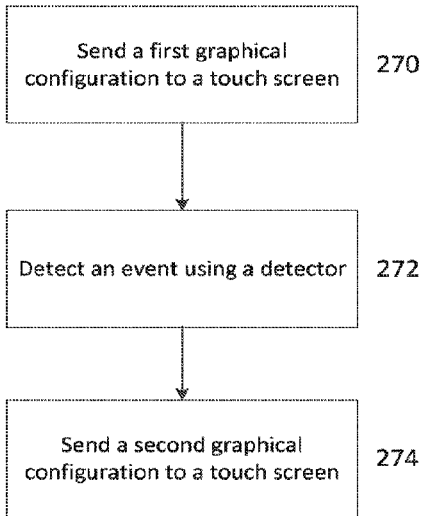 Send a first graphical
configuration to a touch screen
270
Detect an event using a detector
272
Send a second graphical
configuration to a touch screen
274